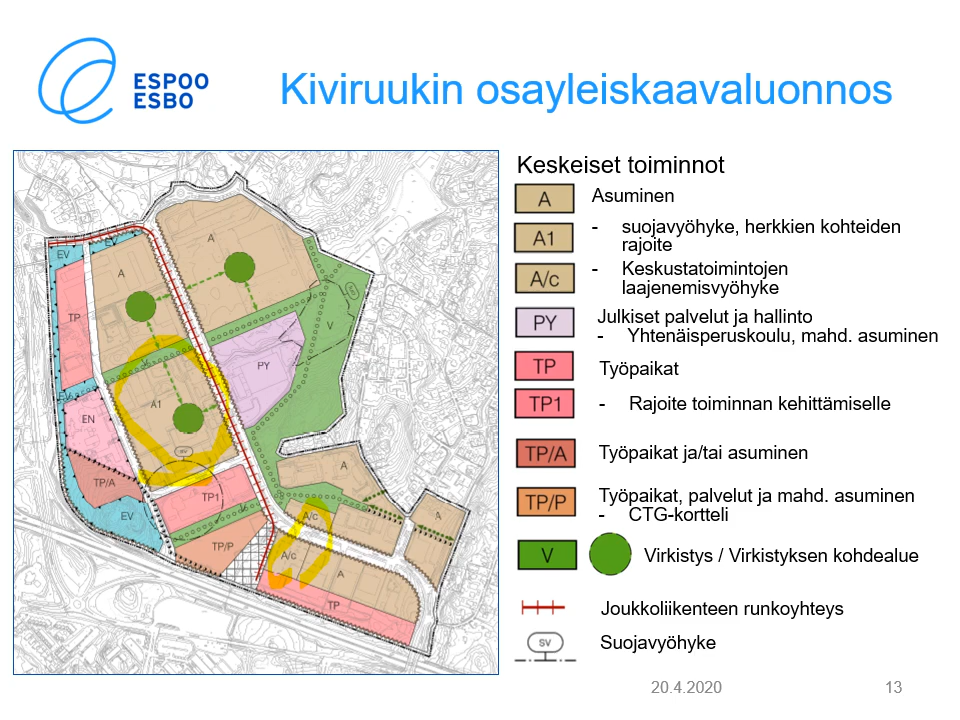 ESPOO
ESBO
Kiviruukin osayleiskaavaluonnos
EV
EV
A
A
TP
V
V
PY
EV
EN
A1
sv
TP/A
TP1
A
EV
V
A/c
A
TP/P
A/c
A
TP
Keskeiset toiminnot
A
Asuminen
A1
- suojavyöhyke, herkkien kohteiden
rajoite
A/c
- Keskustatoimintojen
laajenemisvyöhyke
PY
Julkiset palvelut ja hallinto
- Yhtenäisperuskoulu, mahd. asuminen
TP
Työpaikat
TP1
- Rajoite toiminnan kehittämiselle
TP/A
Työpaikat ja/tai asuminen
TP/P
Työpaikat, palvelut ja mahd. asuminen
- CTG-kortteli
V
Virkistys / Virkistyksen kohdealue
Joukkoliikenteen runkoyhteys
sv
Suojavyöhyke
20.4.2020
13